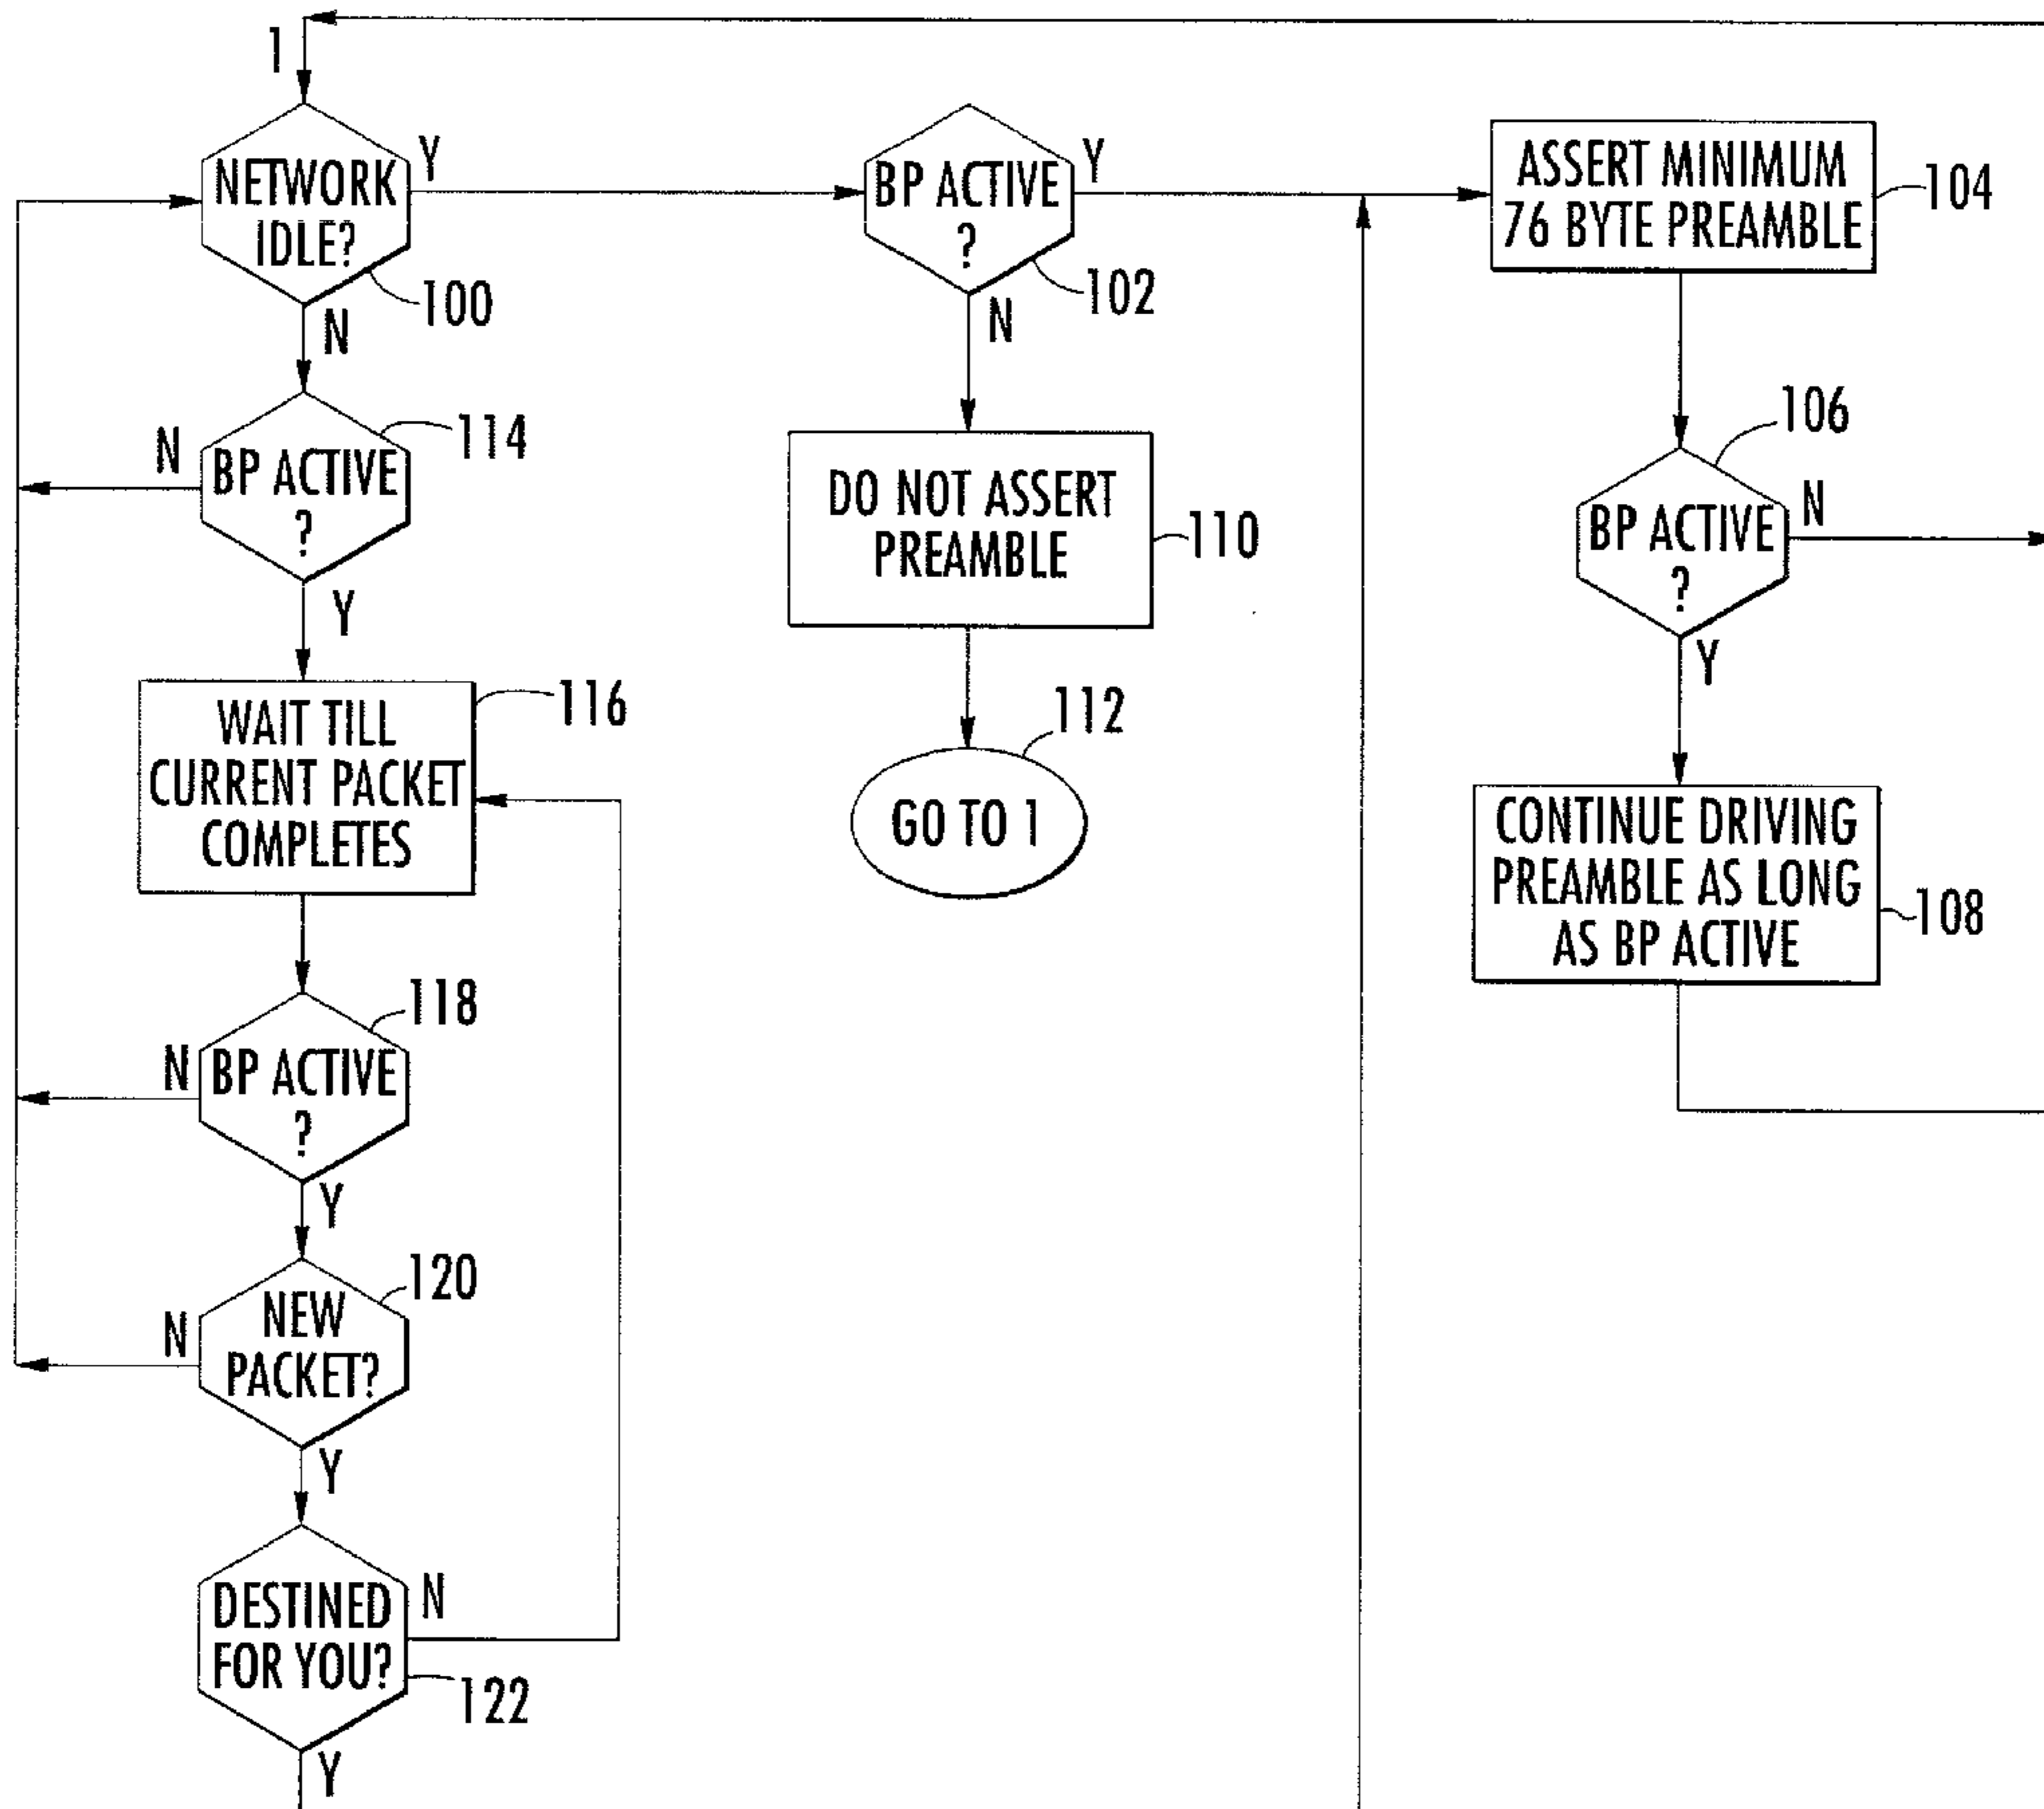 1
NETWORK
IDLE?
Y
100
N
BP ACTIVE
?
114
N
Y
WAIT TILL
CURRENT PACKET
COMPLETES
116
BP ACTIVE
?
118
N
Y
NEW
PACKET?
120
N
Y
DESTINED
FOR YOU?
N
122
Y
BP ACTIVE
?
Y
102
N
DO NOT ASSERT
PREAMBLE
110
112
GO TO 1
ASSERT MINIMUM
76 BYTE PREAMBLE
104
106
BP ACTIVE
?
N
Y
CONTINUE DRIVING
PREAMBLE AS LONG
AS BP ACTIVE
108